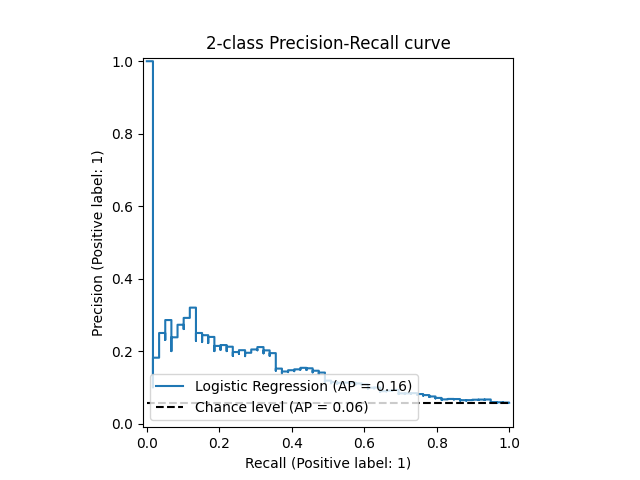 2-class Precision-Recall curve
Precision (Positive label: 1)
1.0
0.8
0.6
0.4
0.2
0.0
Logistic Regression (AP = 0.16)
Chance level (AP = 0.06)
0.0 0.2 0.4 0.6 0.8 1.0
Recall (Positive label: 1)